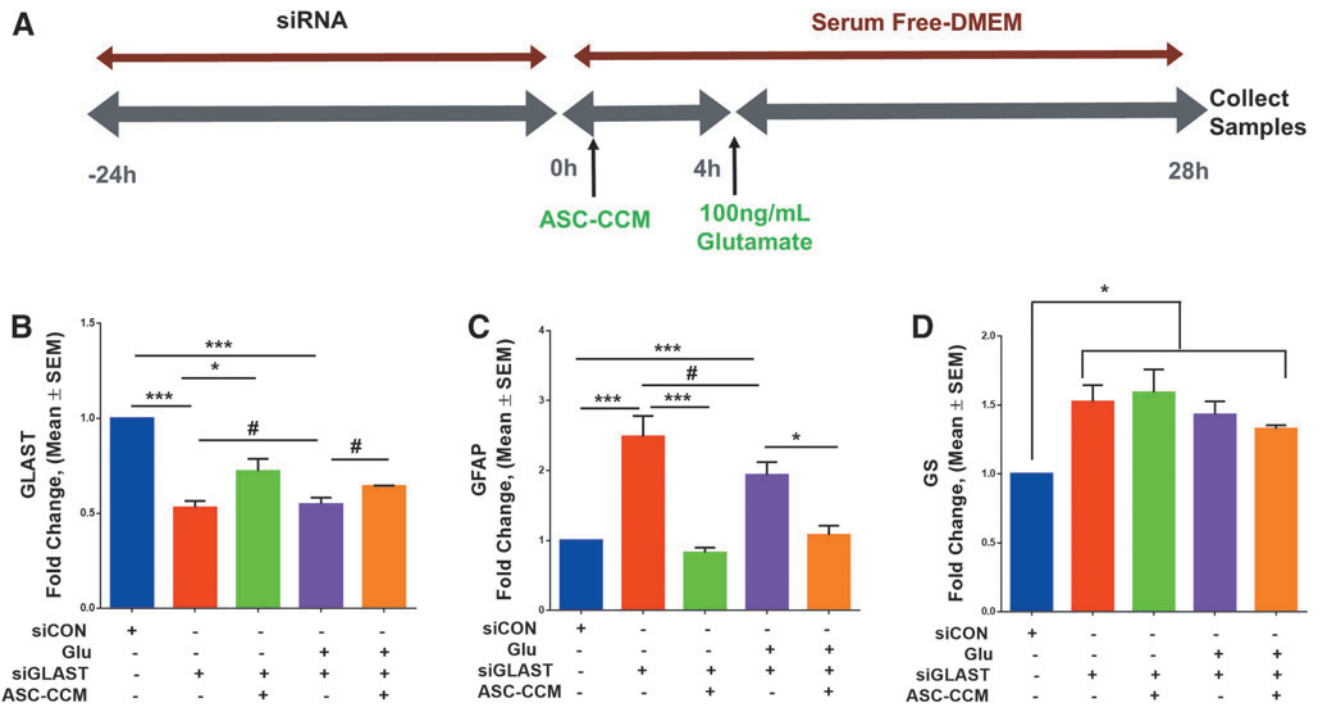 A
siRNA
Serum Free-DMEM
Collect
Samples
-24h
0h
4h
28h
ASC-CCM
100ng/mL
Glutamate
B
GLAST
Fold Change, (Mean ± SEM)
1.5
1.0
0.5
0.0
***
*
***
#
#
siCON + - - - -
Glu - - - + +
siGLAST - + + + +
ASC-CCM - - + - +
C
GFAP
Fold Change, (Mean ± SEM)
4
3
2
1
0
***
#
***
***
*
siCON + - - - -
Glu - - - + +
siGLAST - + + + +
ASC-CCM - - + - +
D
GS
Fold Change, (Mean ± SEM)
2.0
1.5
1.0
0.5
0.0
*
siCON + - - - -
Glu - - - + +
siGLAST - + + + +
ASC-CCM - - + - +